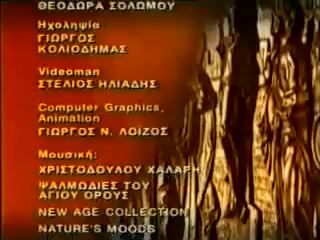 ΘΕΟΔΩΡΑ ΣΟΛΩΜΟΥ
Ηχοληψία
ΓΙΩΡΓΟΣ
ΚΟΛΙΟΔΗΜΑΣ
Videoman
ΣΤΕΛΙΟΣ ΗΛΙΑΔΗΣ
Computer Graphics,
Animation
ΓΙΩΡΓΟΣ Ν. ΛΟΪΖΟΣ
Μουσική:
ΧΡΙΣΤΟΔΟΥΛΟΥ ΧΑΛΑΡΗ
ΨΑΛΜΩΔΙΕΣ ΤΟΥ
ΑΓΙΟΥ ΟΡΟΥΣ
NEW AGE COLLECTION
NATURE'S MOODS